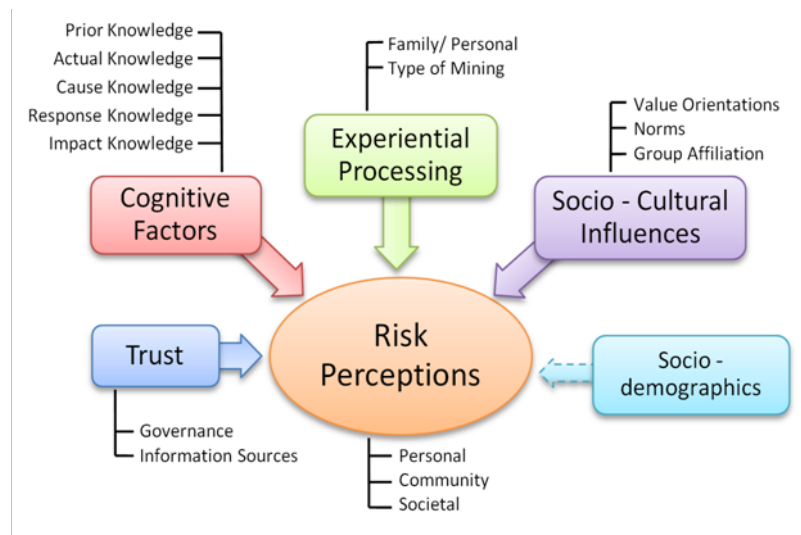 Prior Knowledge
Actual Knowledge
Cause Knowledge
Response Knowledge
Impact Knowledge
Cognitive
Factors
Family/ Personal
Type of Mining
Experiential
Processing
Value Orientations
Norms
Group Affiliation
Socio - Cultural
Influences
Trust
Governance
Information Sources
Risk
Perceptions
Personal
Community
Societal
Socio -
demographics